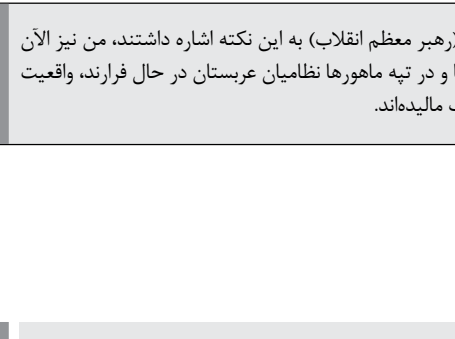 (رهبر معظم انقلاب) به این نکته اشاره داشتند، من نیز الآن
و در تپه ماهورها نظامیان عربستان در حال فرارند، واقعیت
مالیده‌اند.